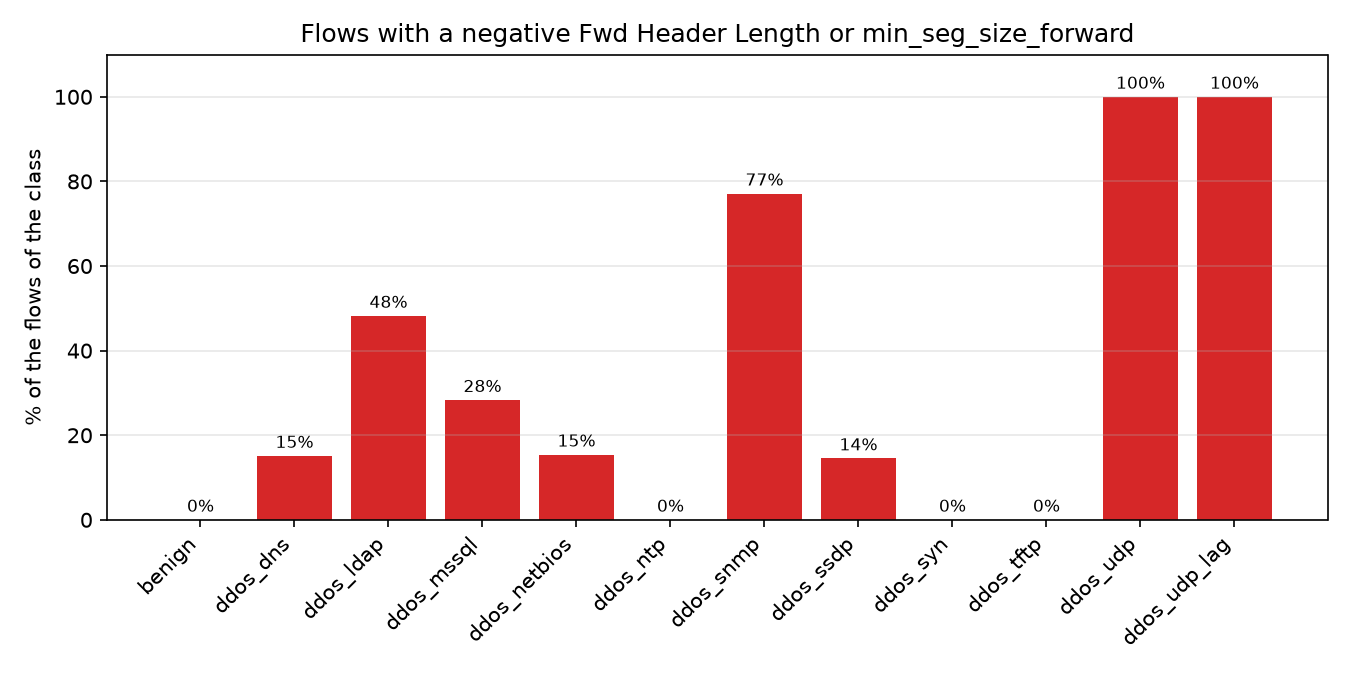 Flows with a negative Fwd Header Length or min_seg_size_forward
% of the flows of the class
100
80
60
40
20
0
0%
15%
48%
28%
15%
0%
77%
14%
0%
0%
100%
100%
benign
ddos_dns
ddos_ldap
ddos_mssql
ddos_netbios
ddos_ntp
ddos_snmp
ddos_ssdp
ddos_syn
ddos_tftp
ddos_udp
ddos_udp_lag